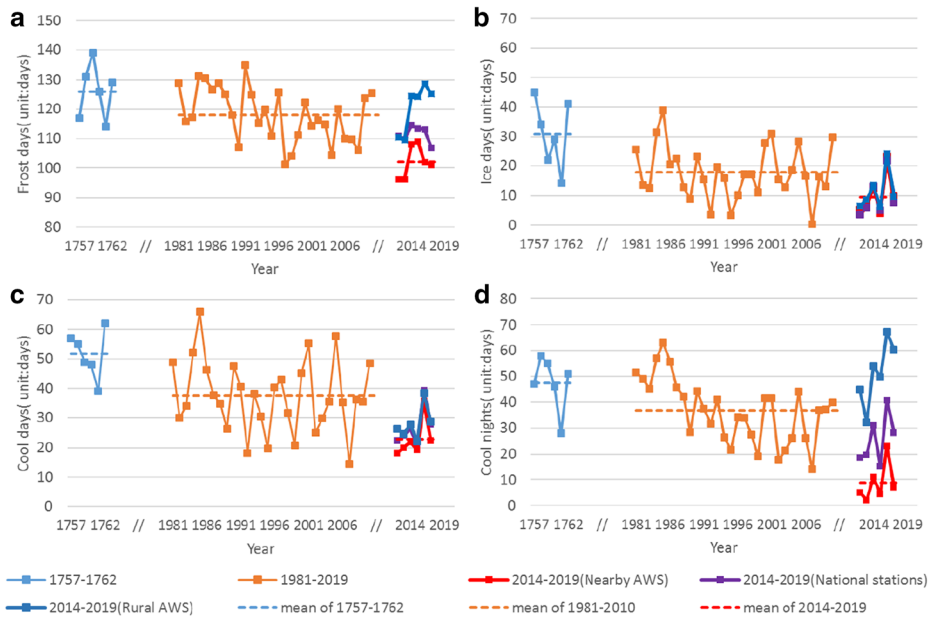 a
Frost days( unit:days)
150
140
130
120
110
100
90
80
1757 1762 // 1981 1986 1991 1996 2001 2006 // 2014 2019
Year
b
Ice days( unit:days)
70
60
50
40
30
20
10
0
1757 1762 // 1981 1986 1991 1996 2001 2006 // 2014 2019
Year
c
Cool days( unit:days)
70
60
50
40
30
20
10
0
1757 1762 // 1981 1986 1991 1996 2001 2006 // 2014 2019
Year
d
Cool nights( unit:days)
80
70
60
50
40
30
20
10
0
1757 1762 // 1981 1986 1991 1996 2001 2006 // 2014 2019
Year
1757-1762 1981-2019 2014-2019(Nearby AWS) 2014-2019(National stations)
2014-2019(Rural AWS) mean of 1757-1762 mean of 1981-2010 mean of 2014-2019